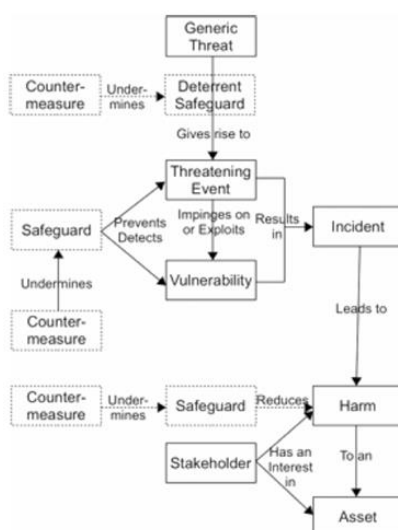 Generic
Threat
Counter-
measure
Under-
mines
Deterrent
Safeguard
Gives rise to
Threatening
Event
Safeguard
Prevents
Detects
Impinges on
or Exploits
Results
in
Incident
Vulnerability
Undermines
Counter-
measure
Leads to
Counter-
measure
Under-
mines
Safeguard
Reduces
Harm
Stakeholder
Has an
Interest
in
To an
Asset